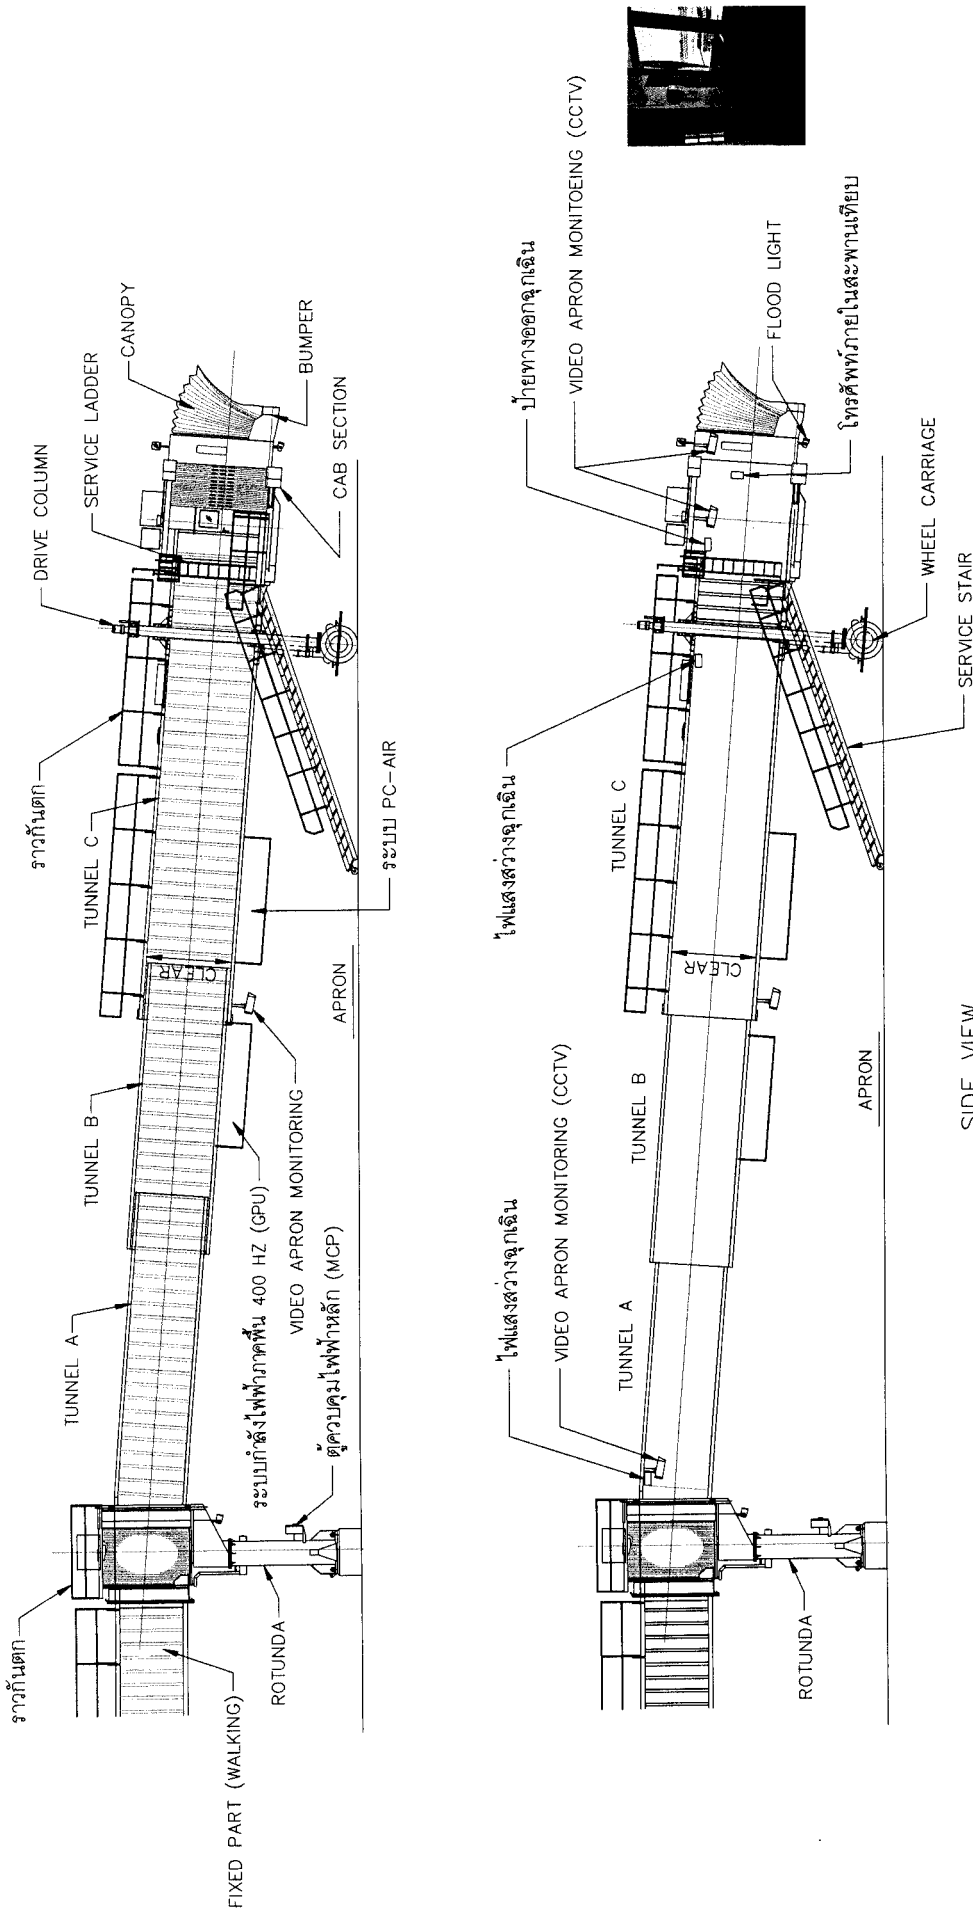 ราวกันตก
FIXED PART (WALKING)
ROTUNDA
TUNNEL A
ระบบกำลังไฟฟ้าภาคพื้น 400 HZ (GPU)
VIDEO APRON MONITORING
ตู้ควบคุมไฟฟ้าหลัก (MCP)
TUNNEL B
APRON
CLEAR
TUNNEL C
ระบบ PC-AIR
ราวกันตก
DRIVE COLUMN
SERVICE LADDER
CANOPY
BUMPER
CAB SECTION
ROTUNDA
ไฟแสงสว่างฉุกเฉิน
VIDEO APRON MONITORING (CCTV)
TUNNEL A
TUNNEL B
APRON
CLEAR
TUNNEL C
ไฟแสงสว่างฉุกเฉิน
ป้ายทางออกฉุกเฉิน
VIDEO APRON MONITOEING (CCTV)
FLOOD LIGHT
โทรศัพท์ภายในสะพานเทียบ
WHEEL CARRIAGE
SERVICE STAIR
SIDE VIEW